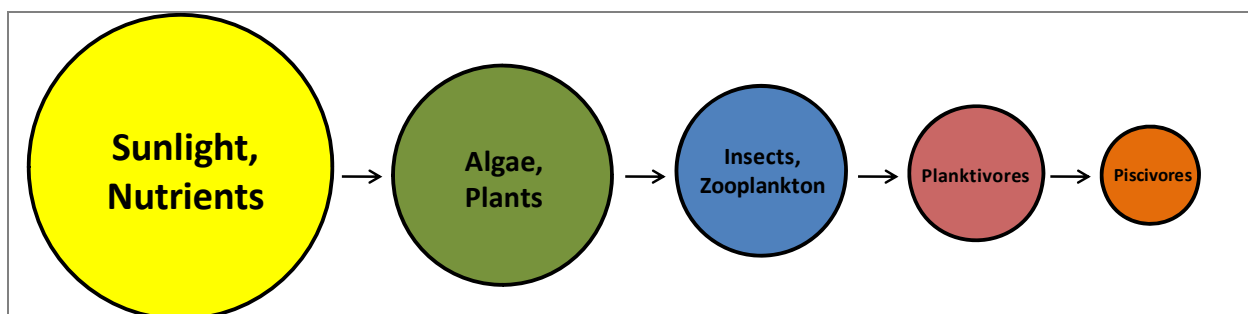 Sunlight,
Nutrients
Algae,
Plants
Insects,
Zooplankton
Planktivores
Piscivores